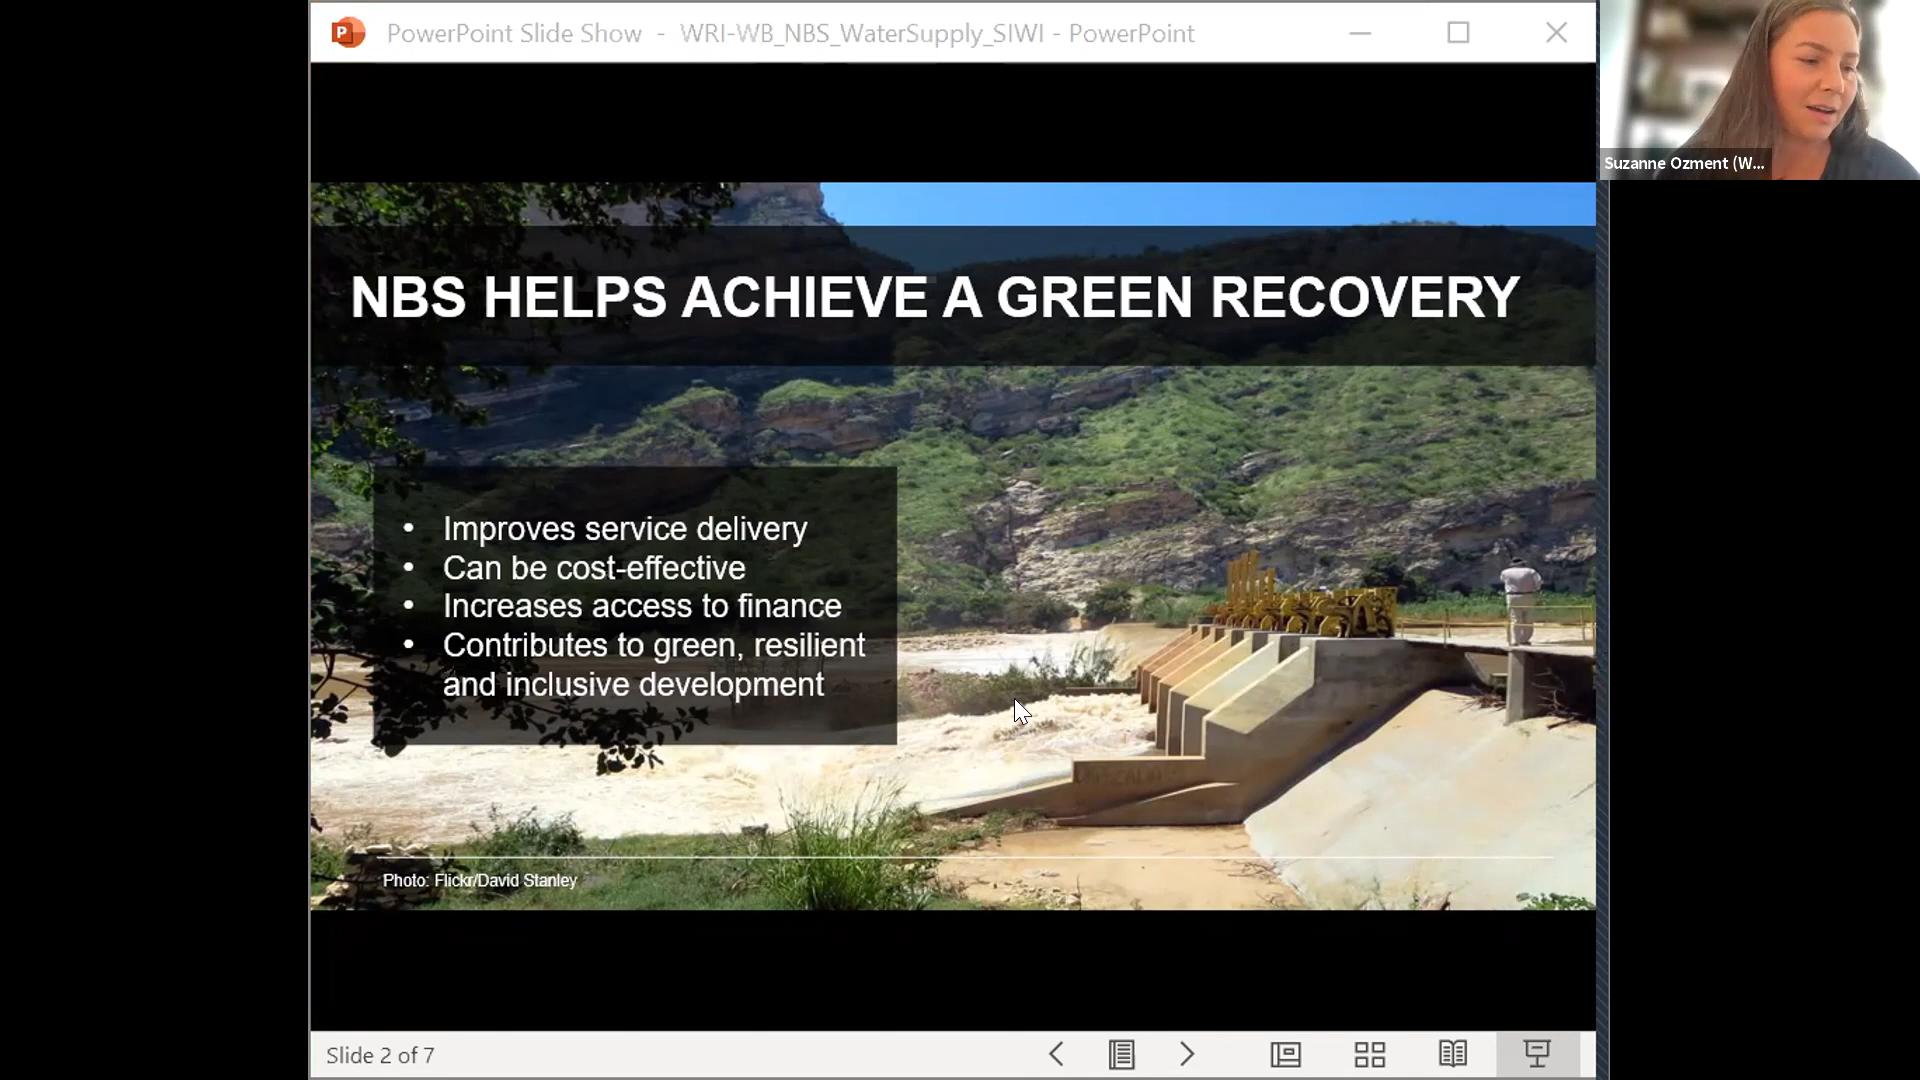 PowerPoint Slide Show - WRI-WB_NBS_WaterSupply_SIWI - PowerPoint
Suzanne Ozment (W...
NBS HELPS ACHIEVE A GREEN RECOVERY
• Improves service delivery
• Can be cost-effective
• Increases access to finance
• Contributes to green, resilient
and inclusive development
Photo: Flickr/David Stanley
Slide 2 of 7